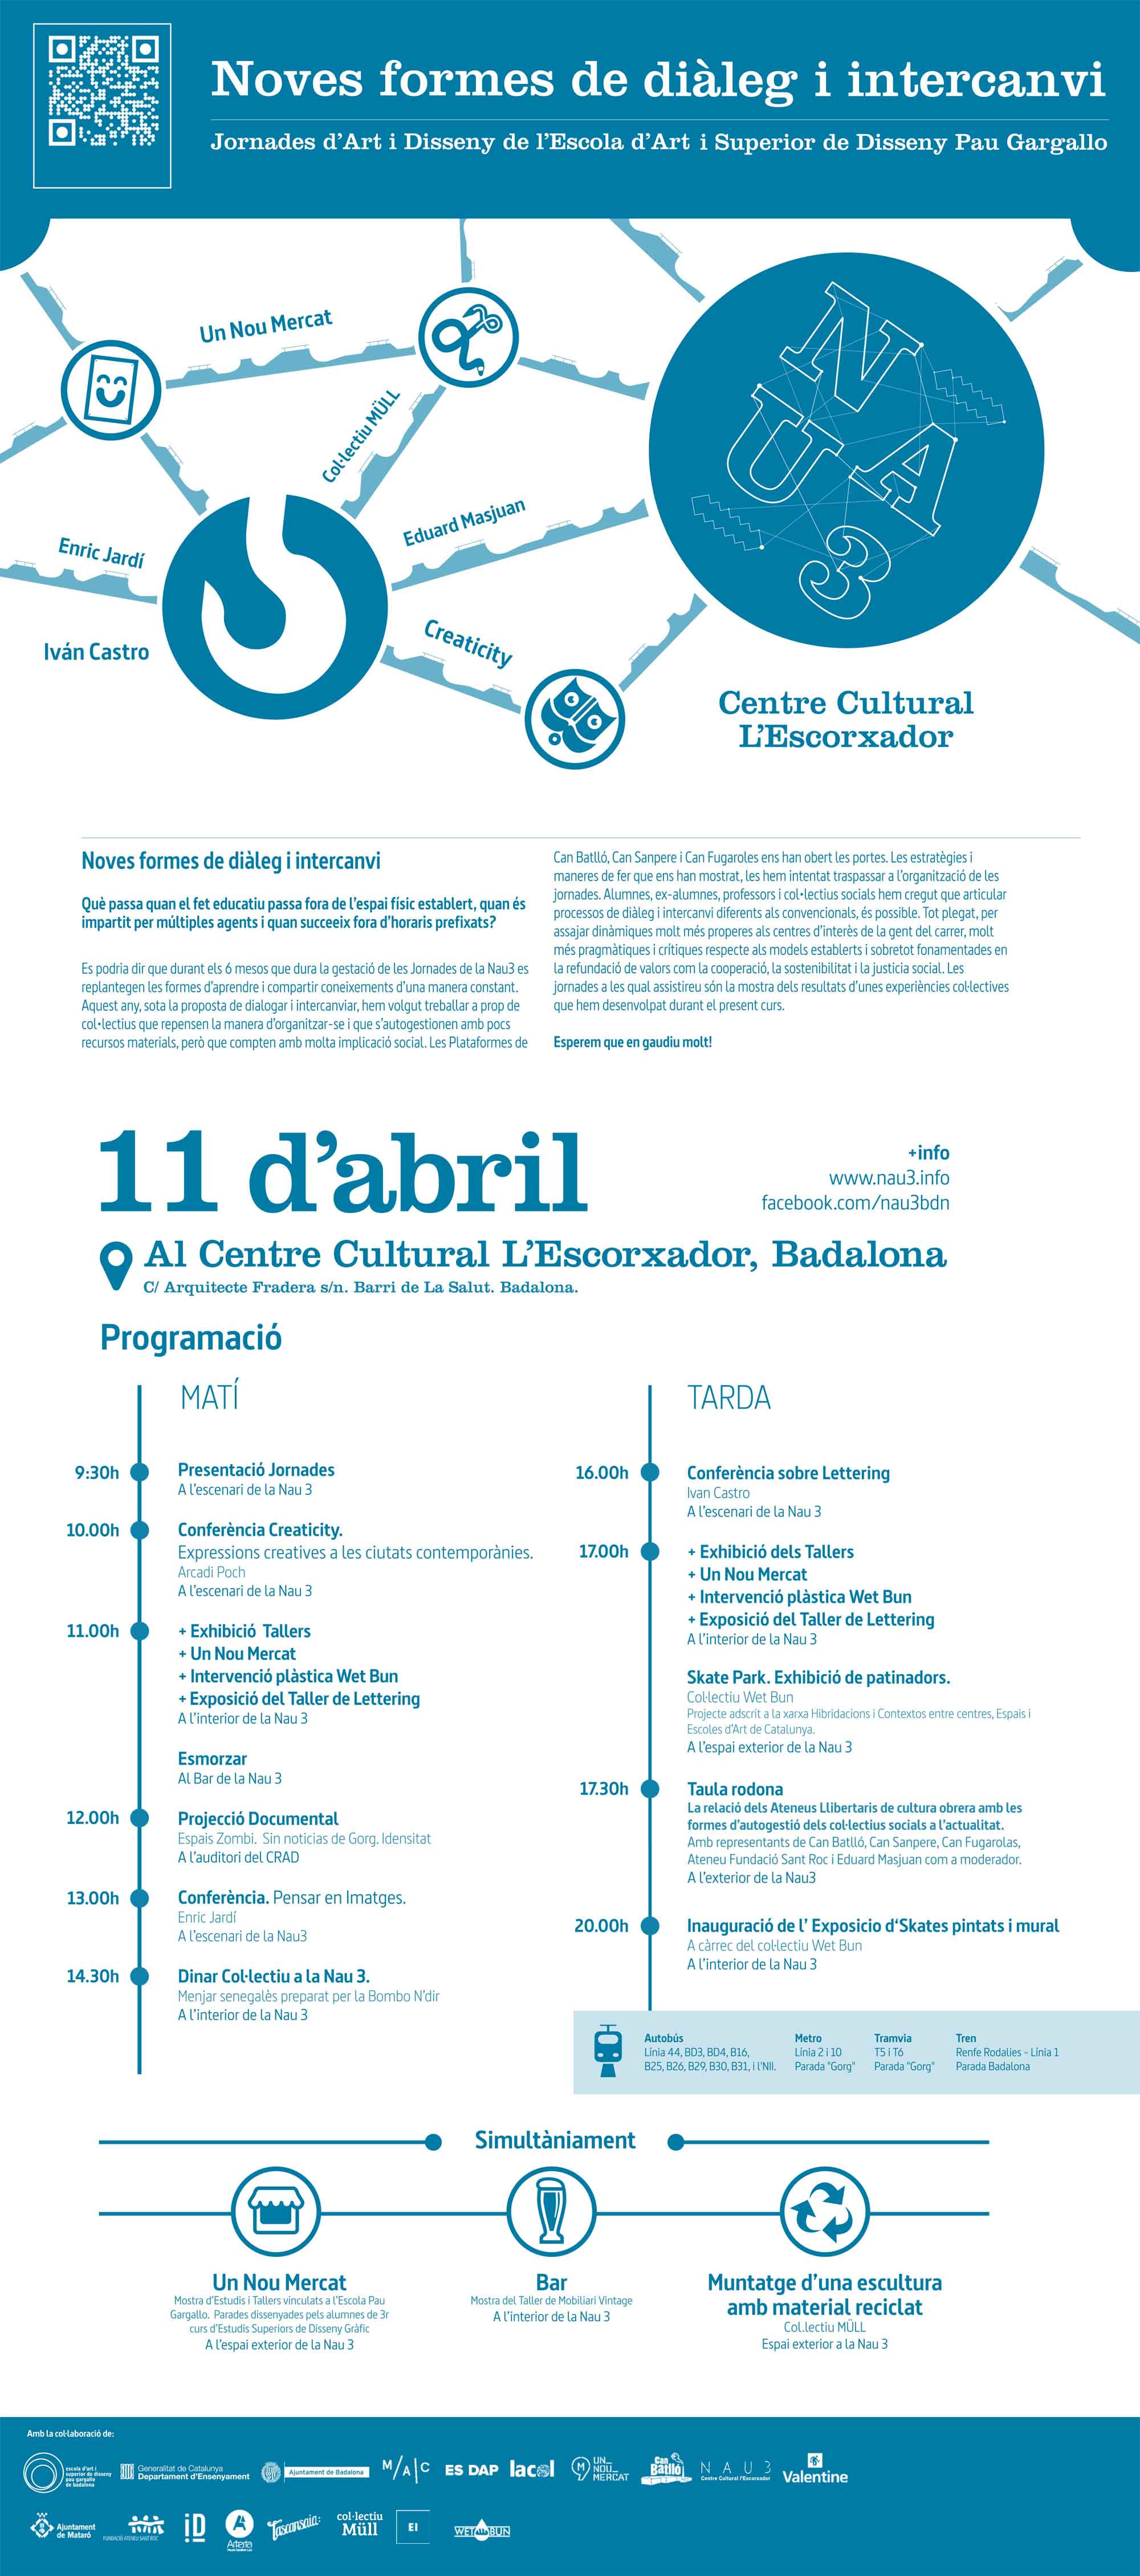 Noves formes de diàleg i intercanvi
Jornades d'Art i Disseny de l'Escola d'Art i Superior de Disseny Pau Gargallo
Un Nou Mercat
Col·lectiu MÜLL
Enric Jardí
Eduard Masjuan
Iván Castro
Creaticity
NUA3
Centre Cultural
L'Escorxador
Noves formes de diàleg i intercanvi
Què passa quan el fet educatiu passa fora de l'espai físic establert, quan és
impartit per múltiples agents i quan succeeix fora d'horaris prefixats?
Es podria dir que durant els 6 mesos que dura la gestació de les Jornades de la Nau3 es
replantegen les formes d'aprendre i compartir coneixements d'una manera constant.
Aquest any, sota la proposta de dialogar i intercanviar, hem volgut treballar a prop de
col•lectius que repensen la manera d'organitzar-se i que s'autogestionen amb pocs
recursos materials, però que compten amb molta implicació social. Les Plataformes de
Can Batlló, Can Sanpere i Can Fugaroles ens han obert les portes. Les estratègies i
maneres de fer que ens han mostrat, les hem intentat traspassar a l'organització de les
jornades. Alumnes, ex-alumnes, professors i col•lectius socials hem cregut que articular
processos de diàleg i intercanvi diferents als convencionals, és possible. Tot plegat, per
assajar dinàmiques molt més properes als centres d'interès de la gent del carrer, molt
més pragmàtiques i crítiques respecte als models establerts i sobretot fonamentades en
la refundació de valors com la cooperació, la sostenibilitat i la justicia social. Les
jornades a les qual assistireu són la mostra dels resultats d'unes experiències col·lectives
que hem desenvolpat durant el present curs.
Esperem que en gaudiu molt!
11 d'abril
+info
www.nau3.info
facebook.com/nau3bdn
Al Centre Cultural L'Escorxador, Badalona
C/ Arquitecte Fradera s/n. Barri de La Salut. Badalona.
Programació
MATÍ
9:30h
Presentació Jornades
A l'escenari de la Nau 3
10.00h
Conferència Creaticity.
Expressions creatives a les ciutats contemporànies.
Arcadi Poch
A l'escenari de la Nau 3
11.00h
+ Exhibició Tallers
+ Un Nou Mercat
+ Intervenció plàstica Wet Bun
+ Exposició del Taller de Lettering
A l'interior de la Nau 3
Esmorzar
Al Bar de la Nau 3
12.00h
Projecció Documental
Espais Zombi. Sin noticias de Gorg. Idensitat
A l'auditori del CRAD
13.00h
Conferència. Pensar en Imatges.
Enric Jardí
A l'escenari de la Nau3
14.30h
Dinar Col·lectiu a la Nau 3.
Menjar senegalès preparat per la Bombo N'dir
A l'interior de la Nau 3
TARDA
16.00h
Conferència sobre Lettering
Ivan Castro
A l'escenari de la Nau 3
17.00h
+ Exhibició dels Tallers
+ Un Nou Mercat
+ Intervenció plàstica Wet Bun
+ Exposició del Taller de Lettering
A l'interior de la Nau 3
Skate Park. Exhibició de patinadors.
Col·lectiu Wet Bun
Projecte adscrit a la xarxa Hibridacions i Contextos entre centres, Espais i
Escoles d'Art de Catalunya.
A l'espai exterior de la Nau 3
17.30h
Taula rodona
La relació dels Ateneus Llibertaris de cultura obrera amb les
formes d'autogestió dels col·lectius socials a l'actualitat.
Amb representants de Can Batlló, Can Sanpere, Can Fugarolas,
Ateneu Fundació Sant Roc i Eduard Masjuan com a moderador.
A l'exterior de la Nau3
20.00h
Inauguració de l' Exposicio d'Skates pintats i mural
A càrrec del col·lectiu Wet Bun
A l'interior de la Nau 3
Autobús
Línia 44, BD3, BD4, B16,
B25, B26, B29, B30, B31, i l'NII.
Metro
Línia 2 i 10
Parada "Gorg"
Tramvia
T5 i T6
Parada "Gorg"
Tren
Renfe Rodalies - Línia 1
Parada Badalona
Simultàniament
Un Nou Mercat
Mostra d'Estudis i Tallers vinculats a l'Escola Pau
Gargallo. Parades dissenyades pels alumnes de 3r
curs d'Estudis Superiors de Disseny Gràfic
A l'espai exterior de la Nau 3
Bar
Mostra del Taller de Mobiliari Vintage
A l'interior de la Nau 3
Muntatge d'una escultura
amb material reciclat
Col.lectiu MÜLL
Espai exterior a la Nau 3
Amb la col·laboració de:
escola d'art i
superior de disseny
pau gargallo
de badalona
Generalitat de Catalunya
Departament d'Ensenyament
Ajuntament de Badalona
M/A/C
ES DAP
lacol
M
UN_
NOU_
MERCAT
Can
Batlló
NAU3
Centre Cultural l'Escorxador
Valentine
Ajuntament
de Mataró
FUNDACIÓ ATENEU SANT ROC
iD
Arteria
Tasconsaia:
col·lectiu
Müll
EI
WET BUN